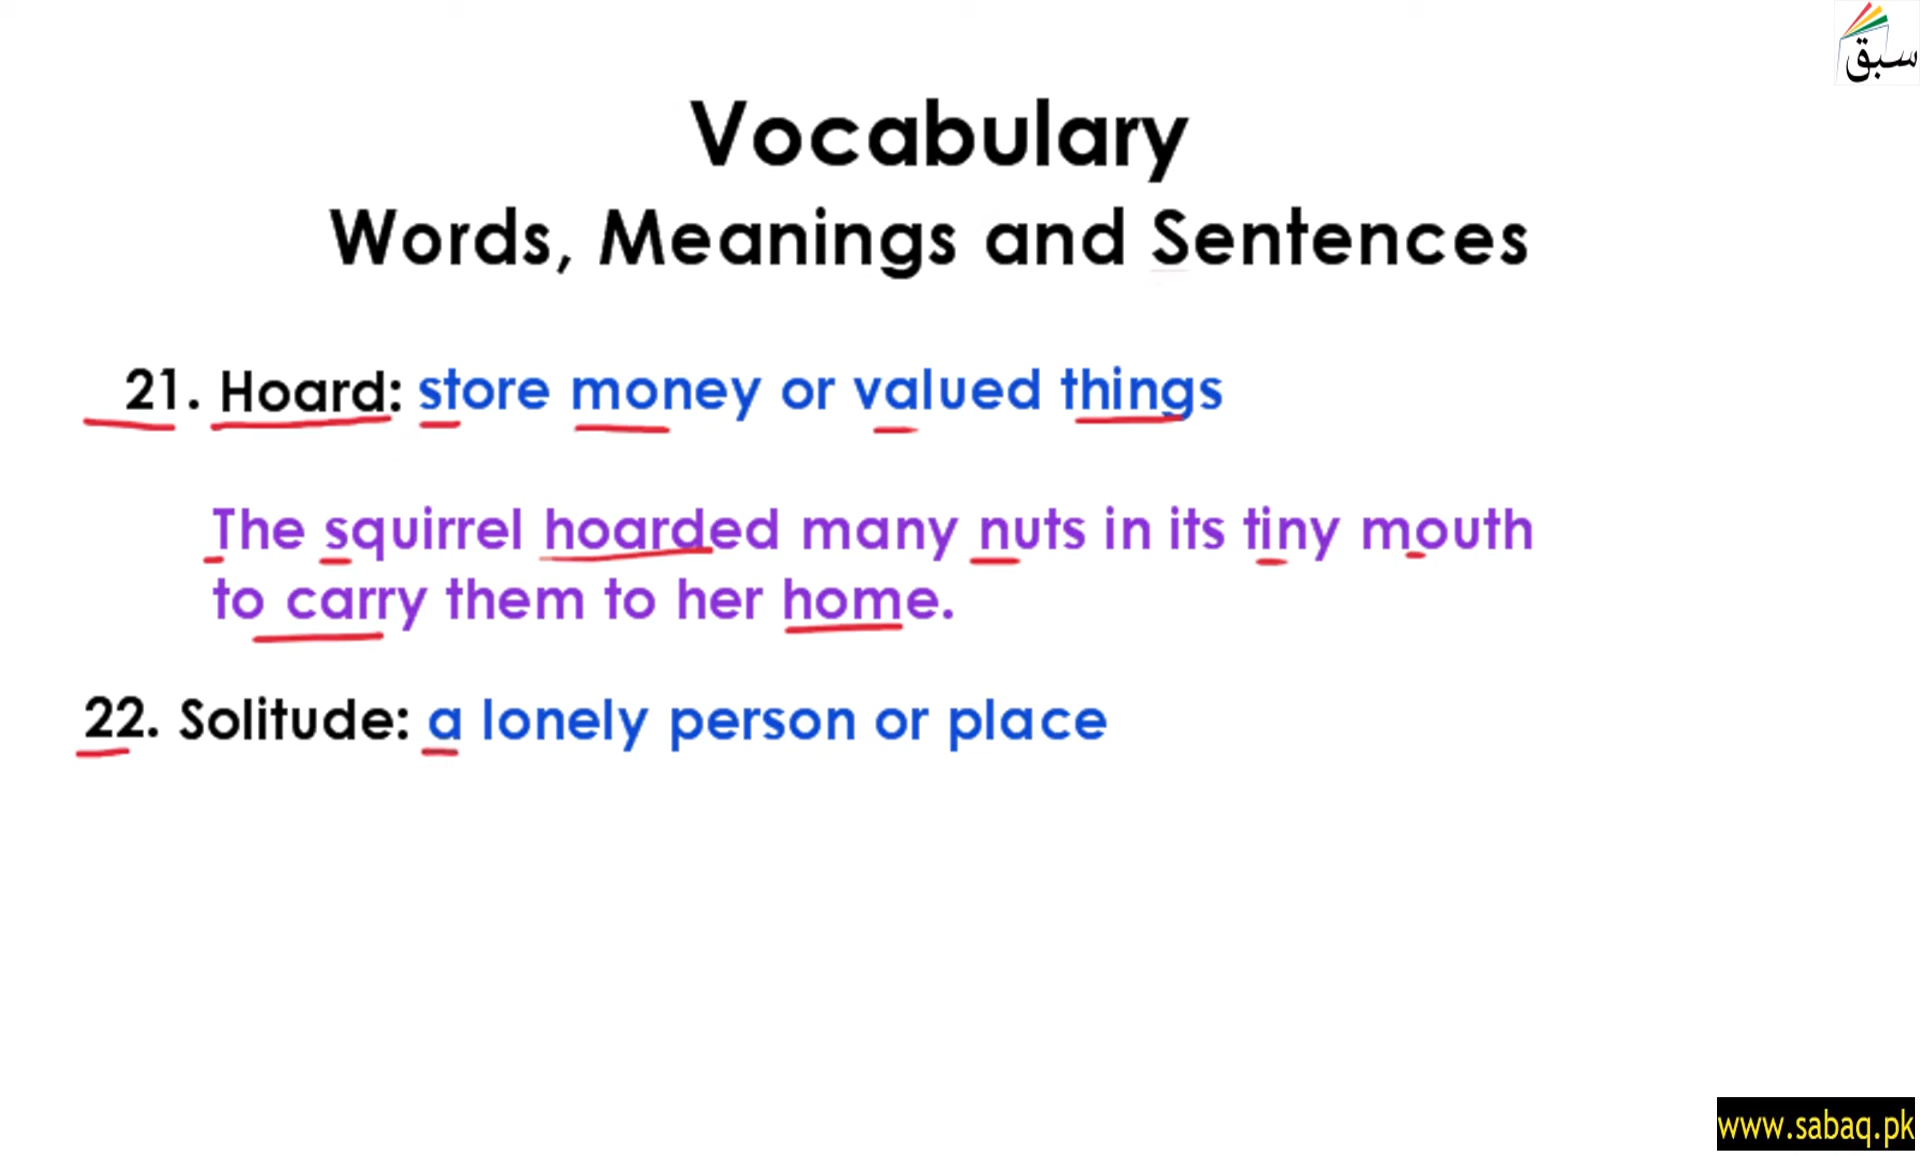 سبق
Vocabulary
Words, Meanings and Sentences
21. Hoard: store money or valued things
The squirrel hoarded many nuts in its tiny mouth
to carry them to her home.
22. Solitude: a lonely person or place
www.sabaq.pk